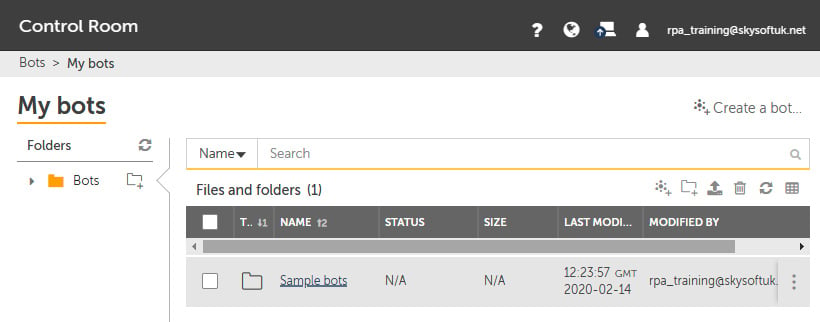 Control Room
? rpa_training@skysoftuk.net
Bots > My bots
My bots
Create a bot...
Folders
Bots
Name Search
Files and folders (1)
T.. ↓1 NAME ↑2 STATUS SIZE LAST MODI... MODIFIED BY
Sample bots N/A N/A 12:23:57 GMT rpa_training@skysoftuk.
2020-02-14